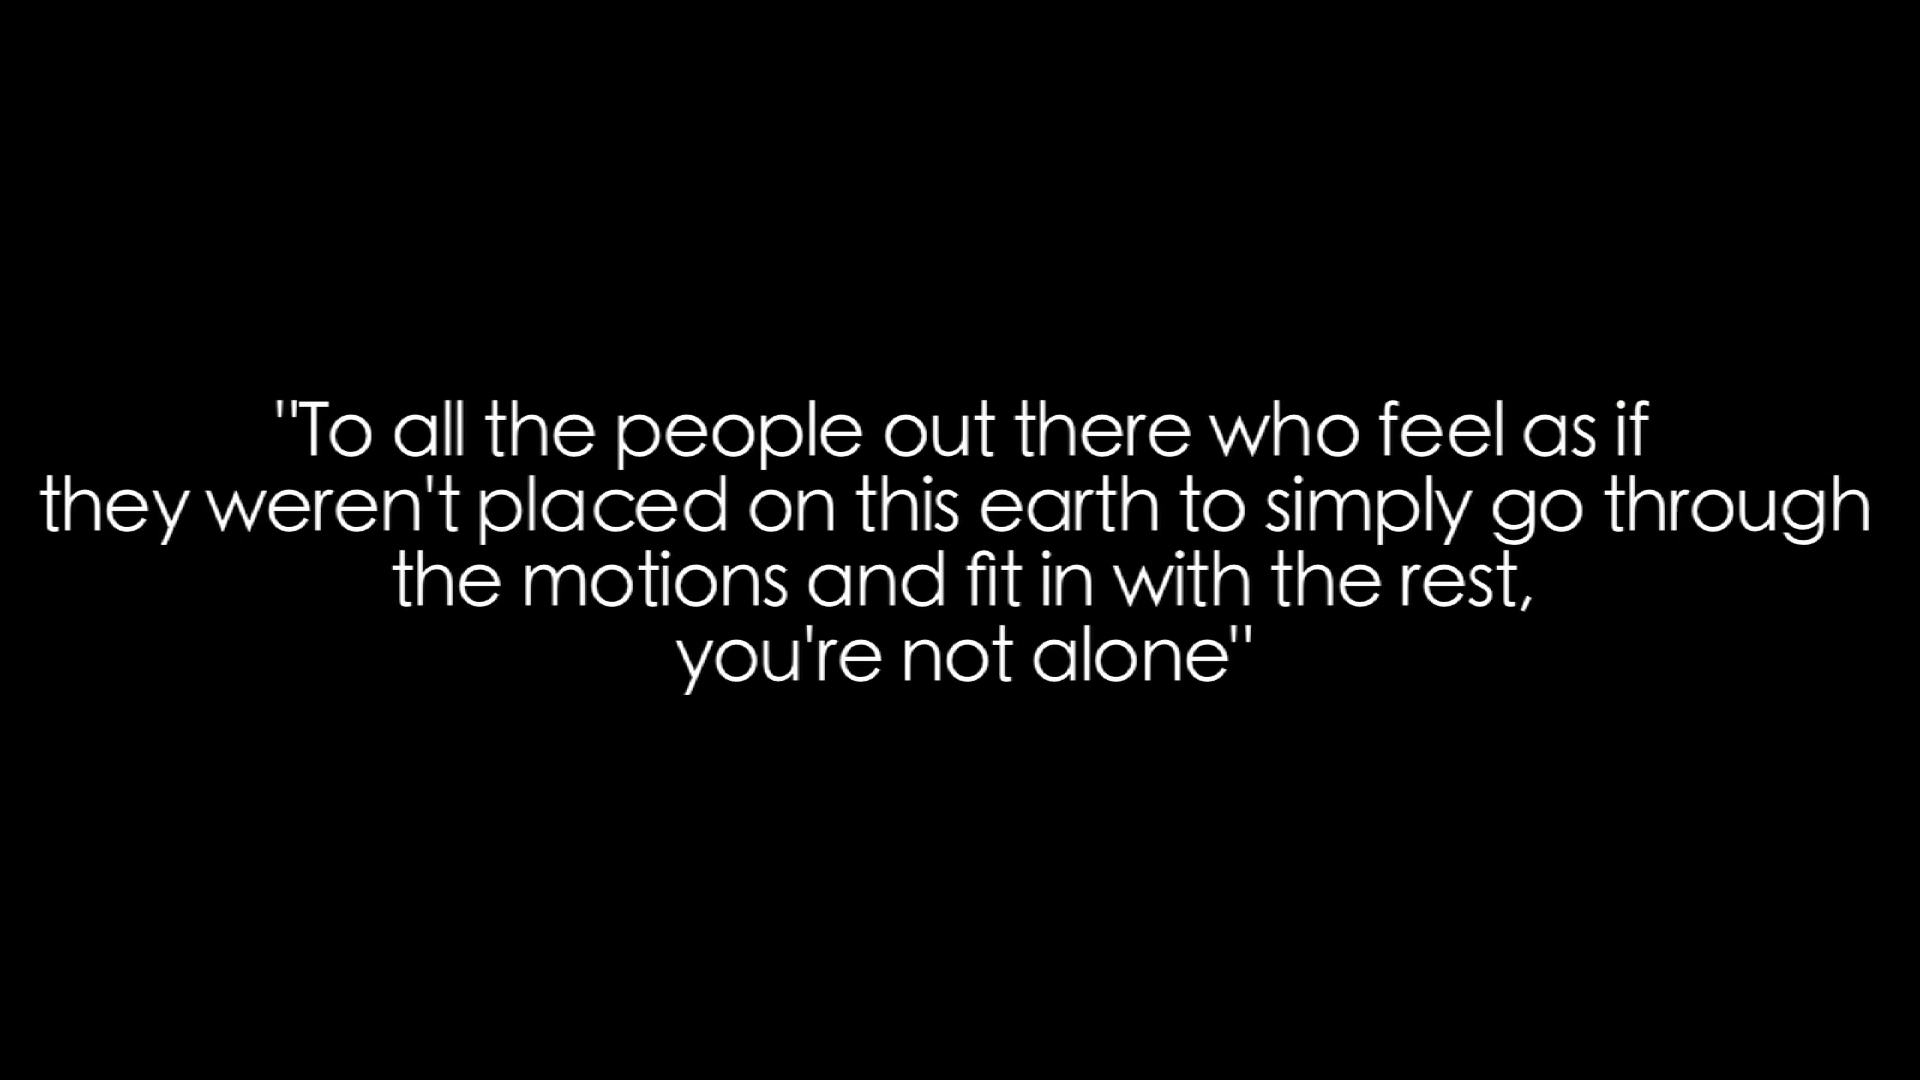 "To all the people out there who feel as if
they weren't placed on this earth to simply go through
the motions and fit in with the rest,
you're not alone"